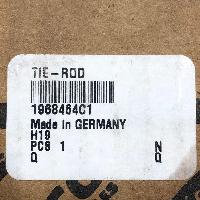 TIE-ROD
1968464C1
Made in GERMANY
H19
PCS 1 N
Q Q